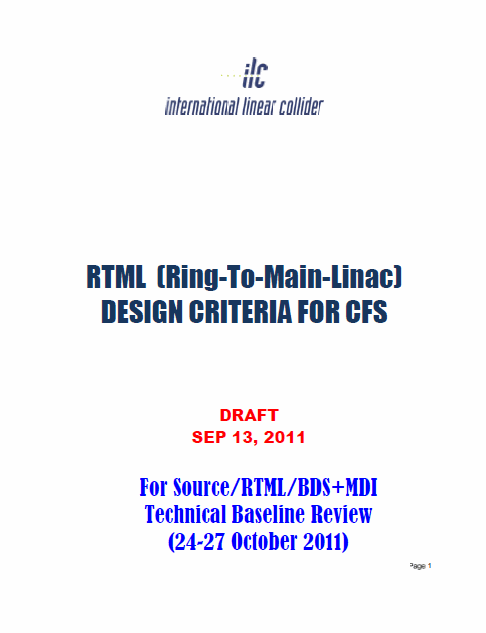 ilc
international linear collider
RTML (Ring-To-Main-Linac)
DESIGN CRITERIA FOR CFS
DRAFT
SEP 13, 2011
For Source/RTML/BDS+MDI
Technical Baseline Review
(24-27 October 2011)
Page 1